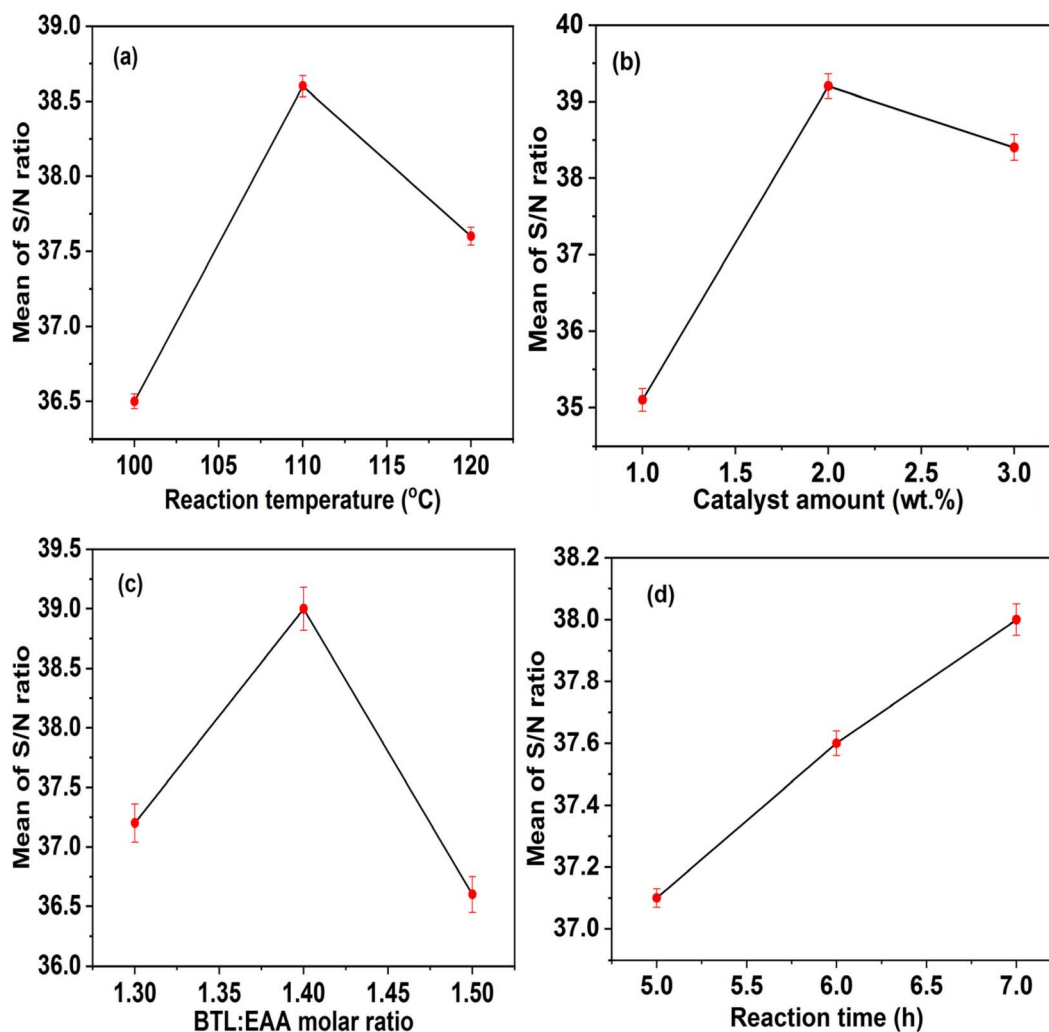 (a)
Mean of S/N ratio
39.0
38.5
38.0
37.5
37.0
36.5
100 105 110 115 120
Reaction temperature (°C)
(b)
Mean of S/N ratio
40
39
38
37
36
35
1.0 1.5 2.0 2.5 3.0
Catalyst amount (wt.%)
(c)
Mean of S/N ratio
39.5
39.0
38.5
38.0
37.5
37.0
36.5
36.0
1.30 1.35 1.40 1.45 1.50
BTL:EAA molar ratio
(d)
Mean of S/N ratio
38.2
38.0
37.8
37.6
37.4
37.2
37.0
5.0 5.5 6.0 6.5 7.0
Reaction time (h)